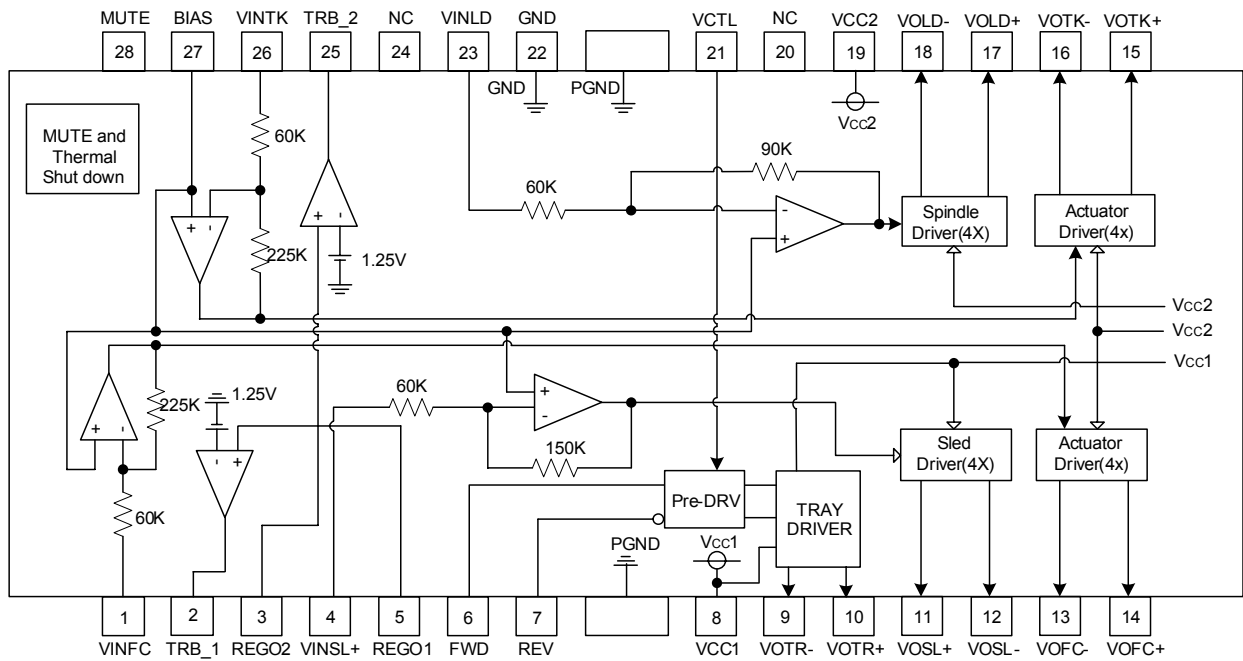 MUTE BIAS VINTK TRB_2 NC VINLD GND VCTL NC VCC2 VOLD- VOLD+ VOTK- VOTK+
28 27 26 25 24 23 22 21 20 19 18 17 16 15
GND PGND
Vcc2
MUTE and
Thermal
Shut down
60K
90K
60K
+ -
+ -
-
+
Spindle
Driver(4X)
Actuator
Driver(4x)
225K
1.25V
Vcc2
Vcc2
Vcc1
225K
1.25V
60K
+
-
+ -
- +
150K
Sled
Driver(4X)
Actuator
Driver(4x)
60K
Pre-DRV
TRAY
DRIVER
PGND
Vcc1
1 2 3 4 5 6 7 8 9 10 11 12 13 14
VINFC TRB_1 REGO2 VINSL+ REGO1 FWD REV VCC1 VOTR- VOTR+ VOSL+ VOSL- VOFC- VOFC+